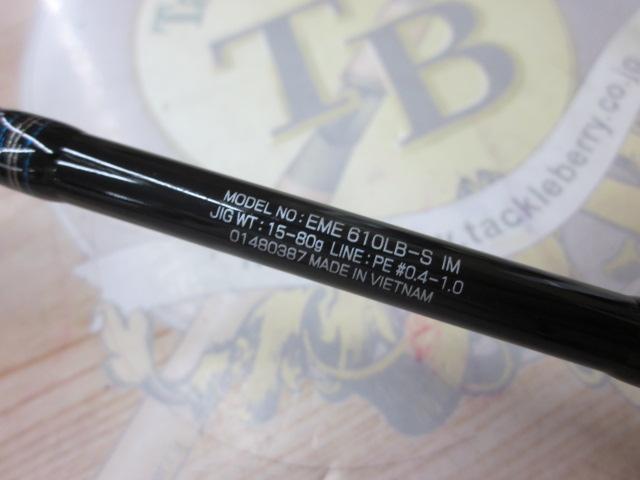 TB
www.tackleberry.co.jp
MODEL NO : EME 610LB-S IM
JIG WT : 15-80g LINE : PE #0.4-1.0
01480387 MADE IN VIETNAM